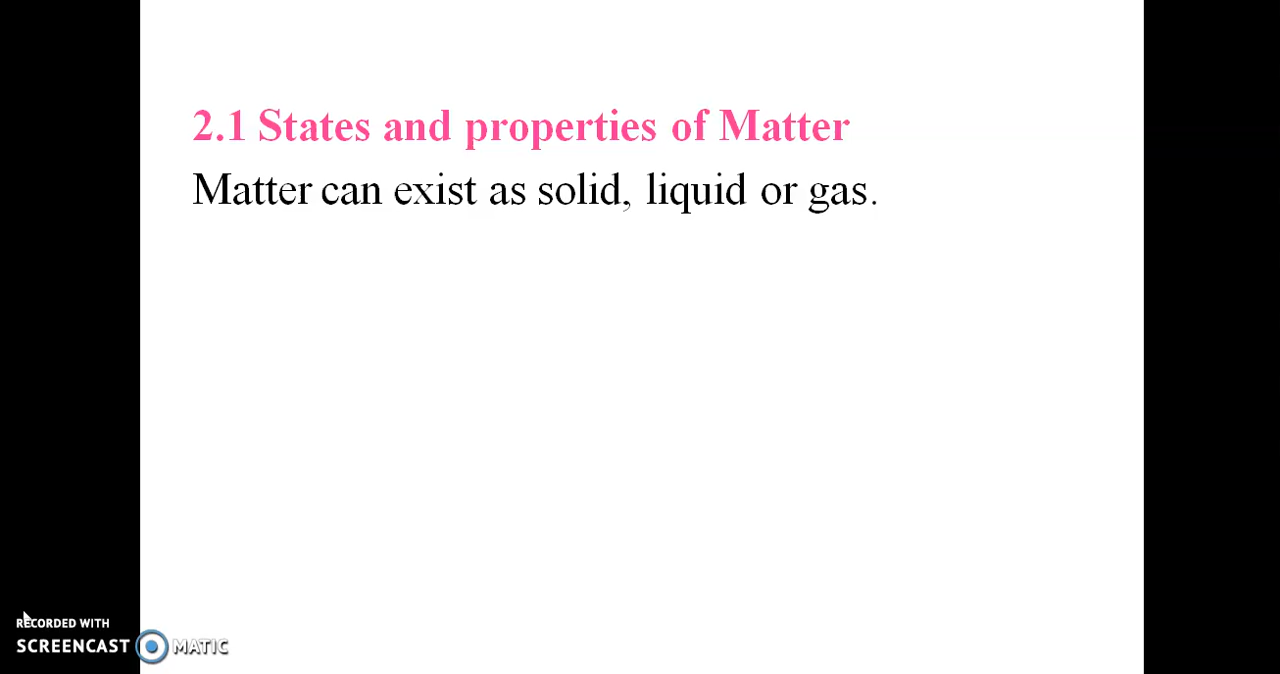 2.1 States and properties of Matter
Matter can exist as solid, liquid or gas.
RECORDED WITH
SCREENCAST MATIC